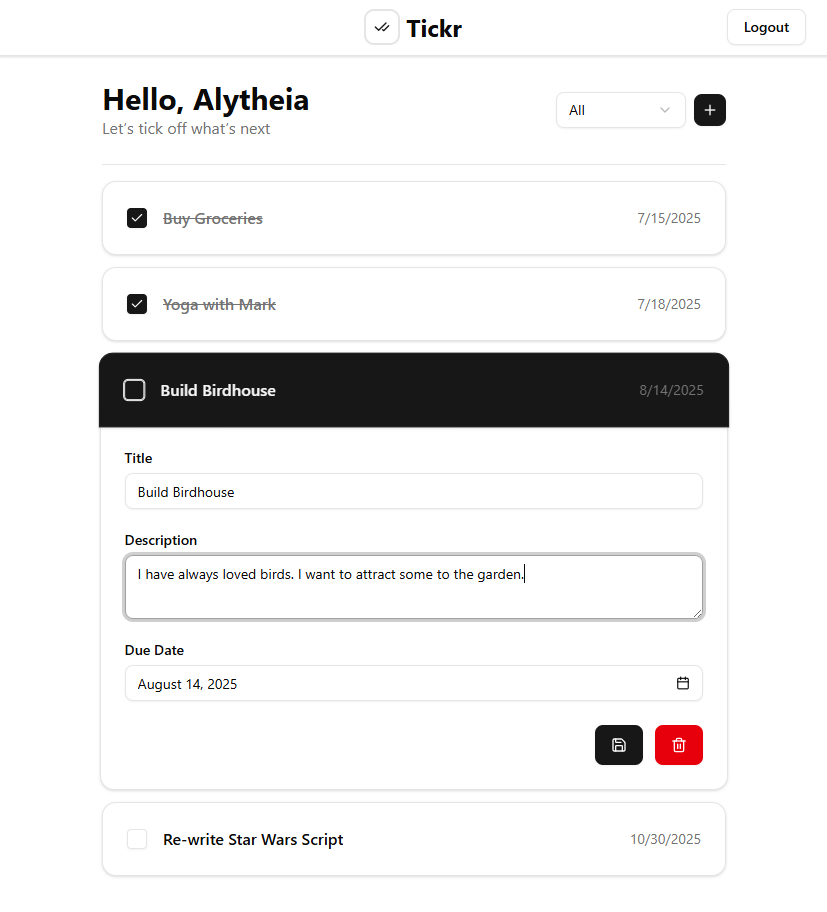 Tickr
Logout
Hello, Alytheia
Let's tick off what's next
All
Buy Groceries 7/15/2025
Yoga with Mark 7/18/2025
Build Birdhouse 8/14/2025
Title
Build Birdhouse
Description
I have always loved birds. I want to attract some to the garden.
Due Date
August 14, 2025
Re-write Star Wars Script 10/30/2025